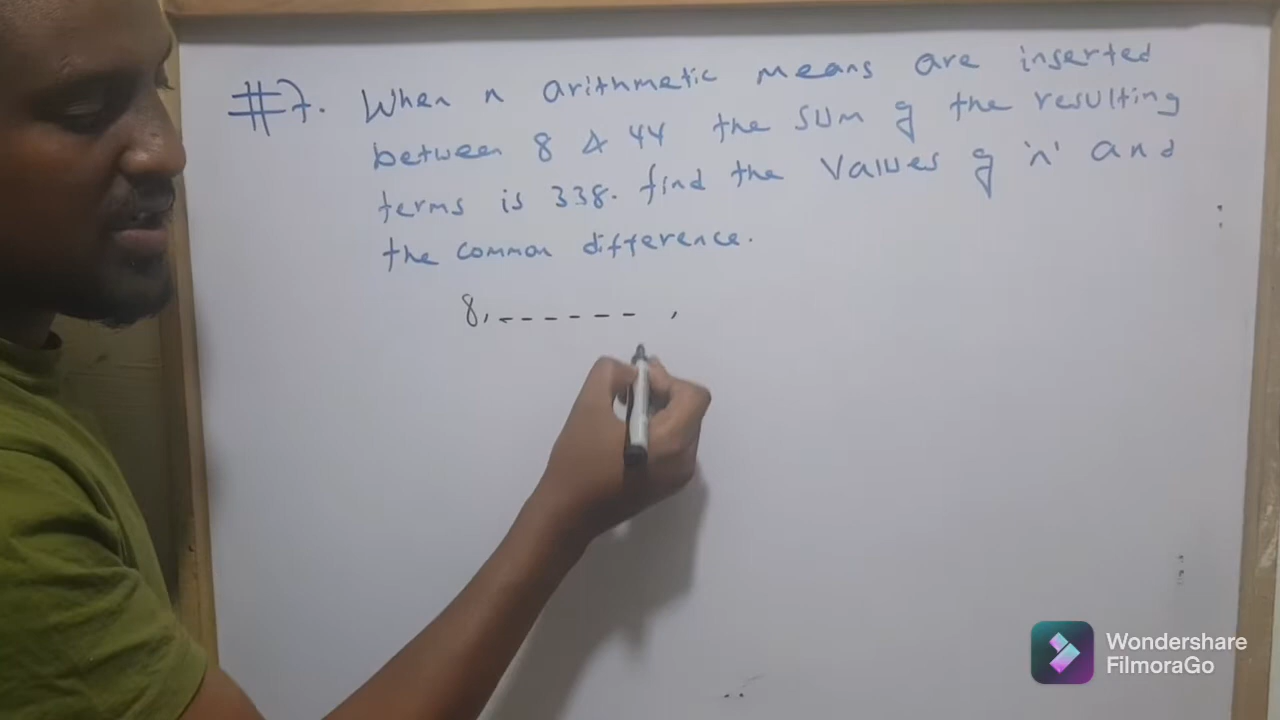 #7. When n arithmetic means are inserted
between 8 & 44 the sum of the resulting
terms is 338. find the values of 'n' and
the common difference.
8, - - - - - - ,
Wondershare
FilmoraGo